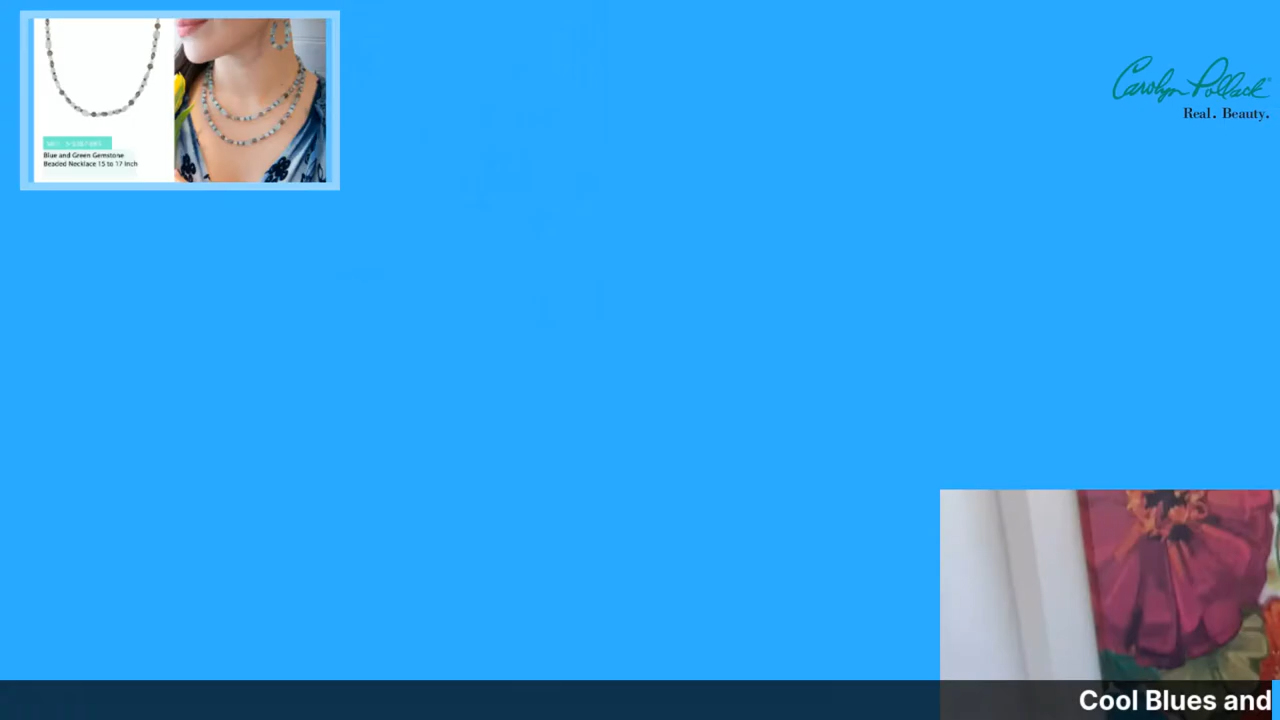 Blue and Green Gemstone
Beaded Necklace 15 to 17 Inch
Carolyn Pollack®
Real. Beauty.
Cool Blues and